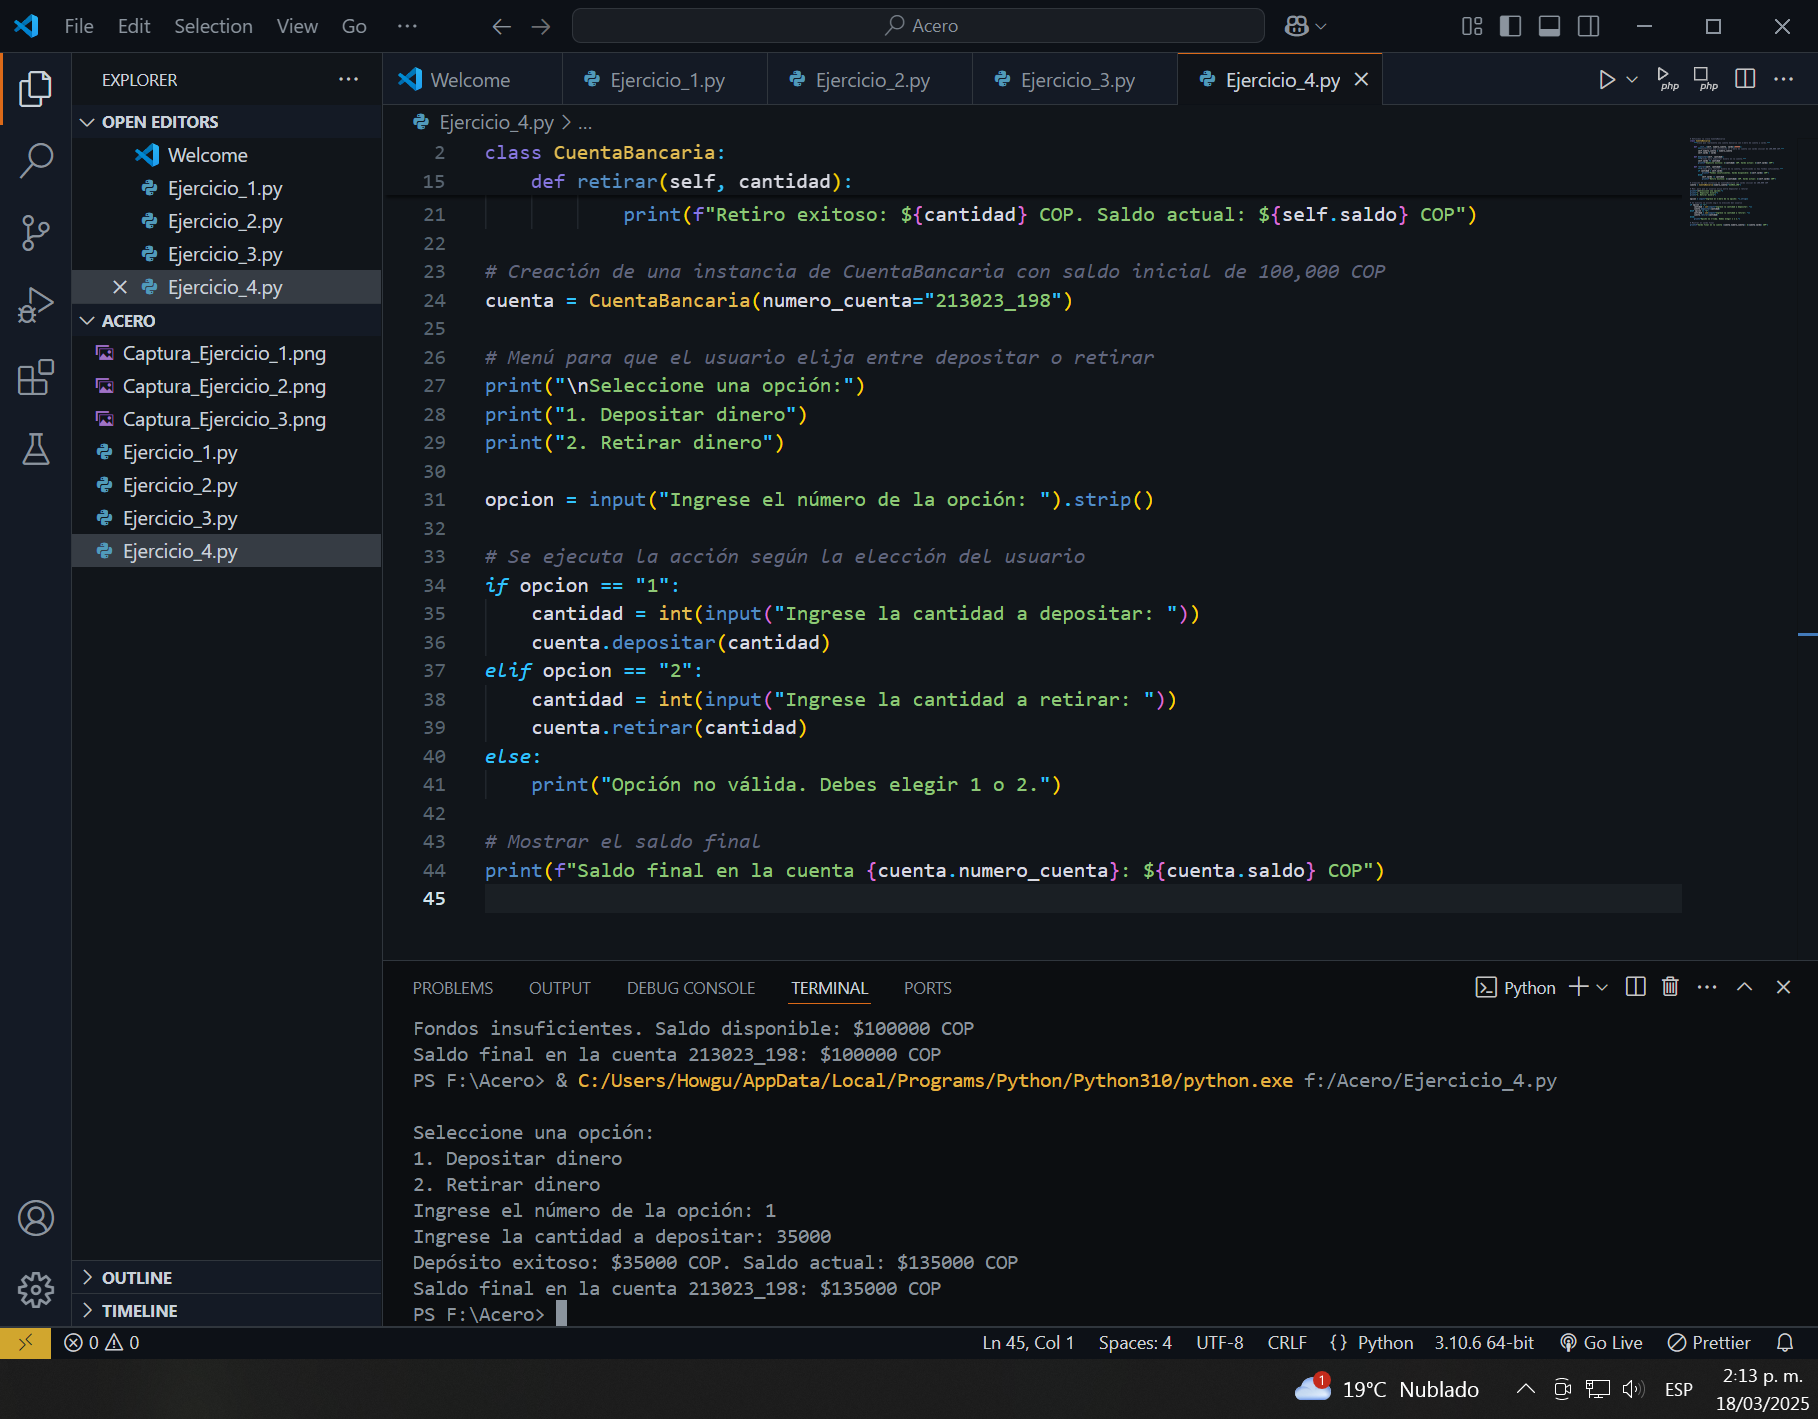 File Edit Selection View Go ···
Acero
EXPLORER
OPEN EDITORS
Welcome
Ejercicio_1.py
Ejercicio_2.py
Ejercicio_3.py
Ejercicio_4.py
ACERO
Captura_Ejercicio_1.png
Captura_Ejercicio_2.png
Captura_Ejercicio_3.png
Ejercicio_1.py
Ejercicio_2.py
Ejercicio_3.py
Ejercicio_4.py
OUTLINE
TIMELINE
Welcome Ejercicio_1.py Ejercicio_2.py Ejercicio_3.py Ejercicio_4.py
php php
Ejercicio_4.py > ...
2 class CuentaBancaria:
15 def retirar(self, cantidad):
21 print(f"Retiro exitoso: ${cantidad} COP. Saldo actual: ${self.saldo} COP")
22
23 # Creación de una instancia de CuentaBancaria con saldo inicial de 100,000 COP
24 cuenta = CuentaBancaria(numero_cuenta="213023_198")
25
26 # Menú para que el usuario elija entre depositar o retirar
27 print("\nSeleccione una opción:")
28 print("1. Depositar dinero")
29 print("2. Retirar dinero")
30
31 opcion = input("Ingrese el número de la opción: ").strip()
32
33 # Se ejecuta la acción según la elección del usuario
34 if opcion == "1":
35 cantidad = int(input("Ingrese la cantidad a depositar: "))
36 cuenta.depositar(cantidad)
37 elif opcion == "2":
38 cantidad = int(input("Ingrese la cantidad a retirar: "))
39 cuenta.retirar(cantidad)
40 else:
41 print("Opción no válida. Debes elegir 1 o 2.")
42
43 # Mostrar el saldo final
44 print(f"Saldo final en la cuenta {cuenta.numero_cuenta}: ${cuenta.saldo} COP")
45
PROBLEMS OUTPUT DEBUG CONSOLE TERMINAL PORTS
Python
Fondos insuficientes. Saldo disponible: $100000 COP
Saldo final en la cuenta 213023_198: $100000 COP
PS F:\Acero> & C:/Users/Howgu/AppData/Local/Programs/Python/Python310/python.exe f:/Acero/Ejercicio_4.py
Seleccione una opción:
1. Depositar dinero
2. Retirar dinero
Ingrese el número de la opción: 1
Ingrese la cantidad a depositar: 35000
Depósito exitoso: $35000 COP. Saldo actual: $135000 COP
Saldo final en la cuenta 213023_198: $135000 COP
PS F:\Acero>
0 0
Ln 45, Col 1 Spaces: 4 UTF-8 CRLF {} Python 3.10.6 64-bit Go Live Prettier
1 19°C Nublado ESP
2:13 p. m.
18/03/2025